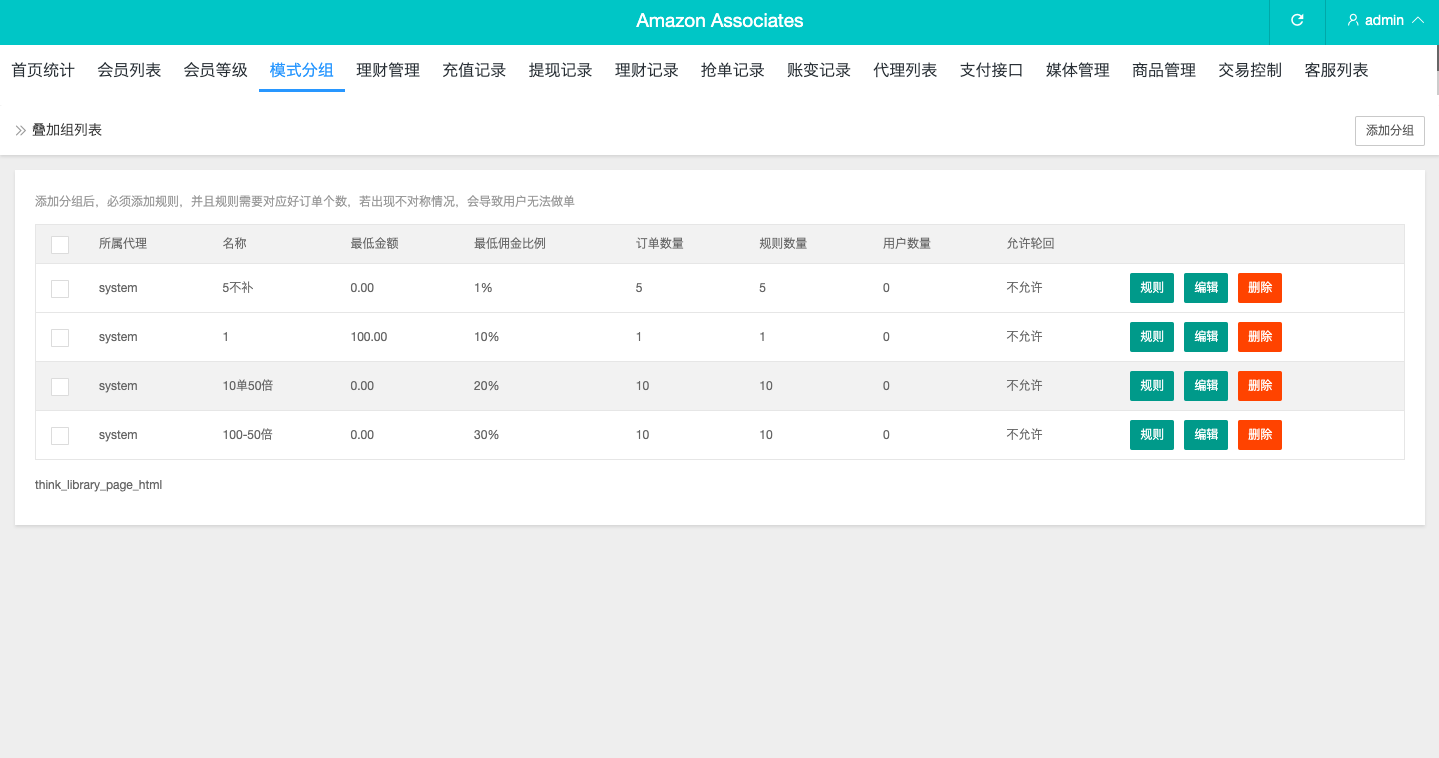 Amazon Associates
admin
首页统计 会员列表 会员等级 模式分组 理财管理 充值记录 提现记录 理财记录 抢单记录 账变记录 代理列表 支付接口 媒体管理 商品管理 交易控制 客服列表
叠加组列表
添加分组
添加分组后，必须添加规则，并且规则需要对应好订单个数，若出现不对称情况，会导致用户无法做单
所属代理 名称 最低金额 最低佣金比例 订单数量 规则数量 用户数量 允许轮回
system 5不补 0.00 1% 5 5 0 不允许 规则 编辑 删除
system 1 100.00 10% 1 1 0 不允许 规则 编辑 删除
system 10单50倍 0.00 20% 10 10 0 不允许 规则 编辑 删除
system 100-50倍 0.00 30% 10 10 0 不允许 规则 编辑 删除
think_library_page_html